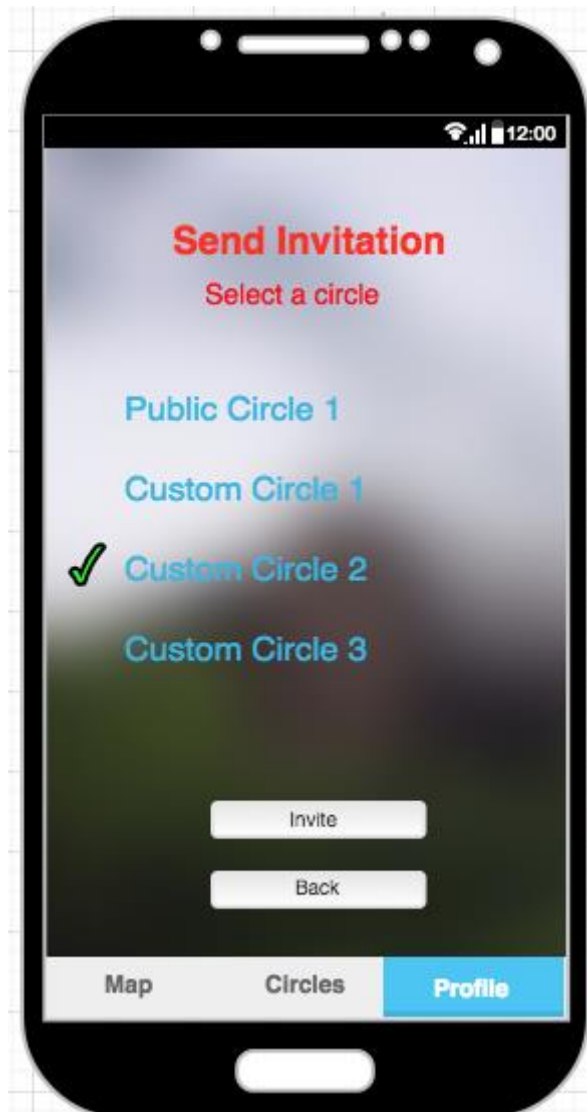 12:00
Send Invitation
Select a circle
Public Circle 1
Custom Circle 1
Custom Circle 2
Custom Circle 3
Invite
Back
Map Circles Profile